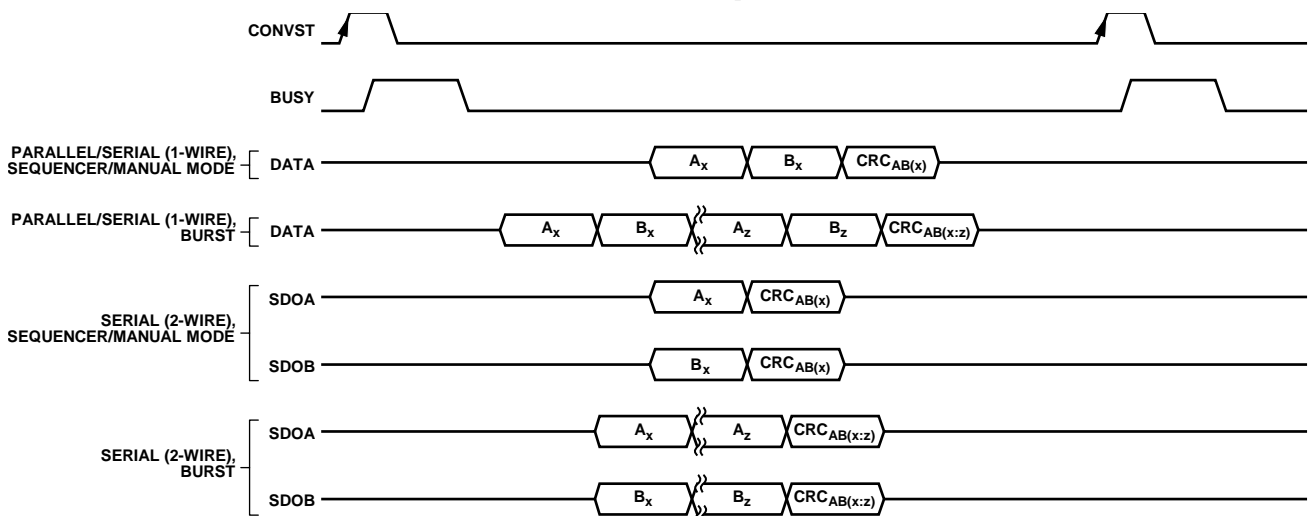 CONVST
BUSY
PARALLEL/SERIAL (1-WIRE),
SEQUENCER/MANUAL MODE
DATA
Ax
Bx
CRCAB(x)
PARALLEL/SERIAL (1-WIRE),
BURST
DATA
Ax
Bx
Az
Bz
CRCAB(x:z)
SERIAL (2-WIRE),
SEQUENCER/MANUAL MODE
SDOA
Ax
CRCAB(x)
SDOB
Bx
CRCAB(x)
SERIAL (2-WIRE),
BURST
SDOA
Ax
Az
CRCAB(x:z)
SDOB
Bx
Bz
CRCAB(x:z)